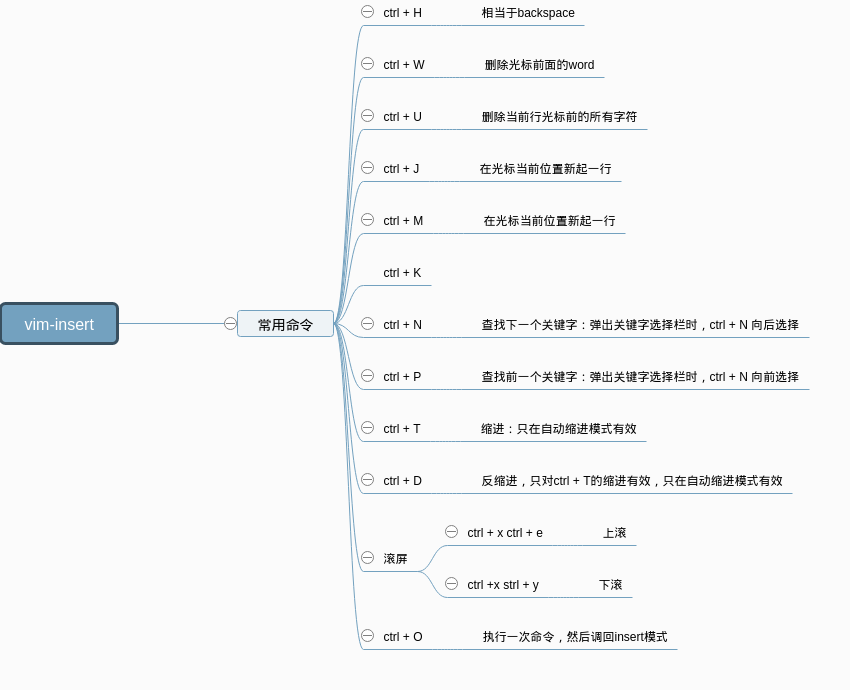 ctrl + H 相当于backspace
ctrl + W 删除光标前面的word
ctrl + U 删除当前行光标前的所有字符
ctrl + J 在光标当前位置新起一行
ctrl + M 在光标当前位置新起一行
ctrl + K
vim-insert 常用命令
ctrl + N 查找下一个关键字：弹出关键字选择栏时，ctrl + N 向后选择
ctrl + P 查找前一个关键字：弹出关键字选择栏时，ctrl + N 向前选择
ctrl + T 缩进：只在自动缩进模式有效
ctrl + D 反缩进，只对ctrl + T的缩进有效，只在自动缩进模式有效
滚屏
ctrl + x ctrl + e 上滚
ctrl +x strl + y 下滚
ctrl + O 执行一次命令，然后调回insert模式